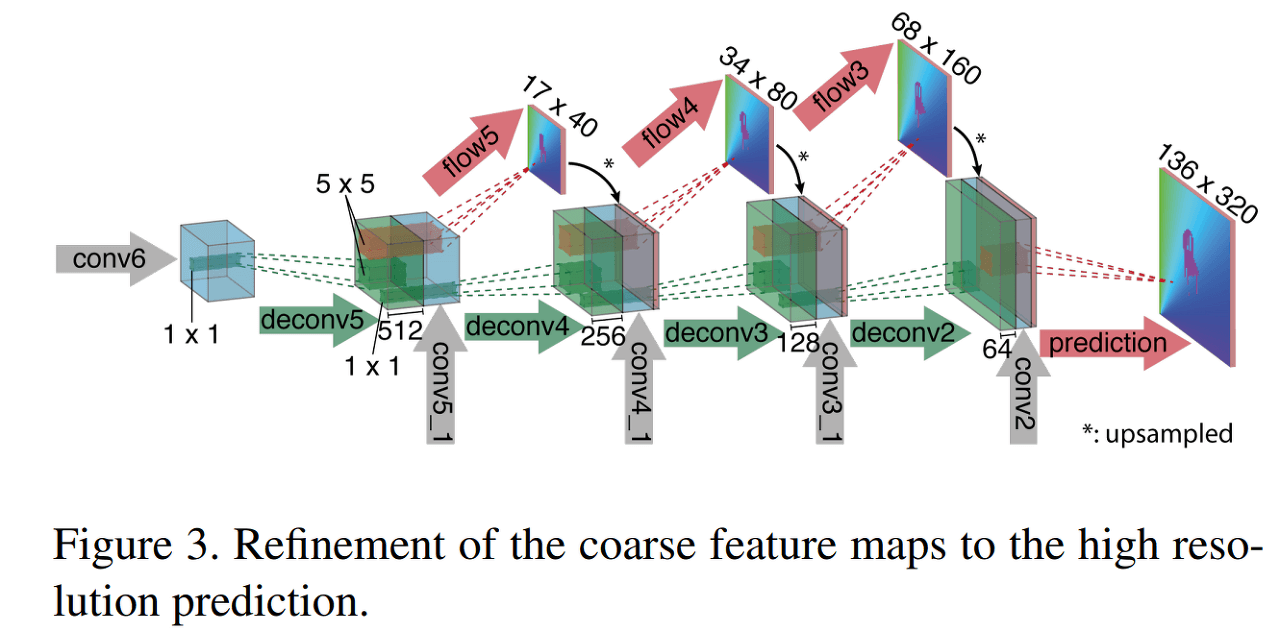 68 x 160
34 x 80
17 x 40
flow3
flow4
flow5
*
*
*
136 x 320
5 x 5
conv6
1 x 1
deconv5
512
1 x 1
deconv4
256
deconv3
128
deconv2
64
prediction
conv5_1
conv4_1
conv3_1
conv2
*: upsampled
Figure 3. Refinement of the coarse feature maps to the high reso-
lution prediction.